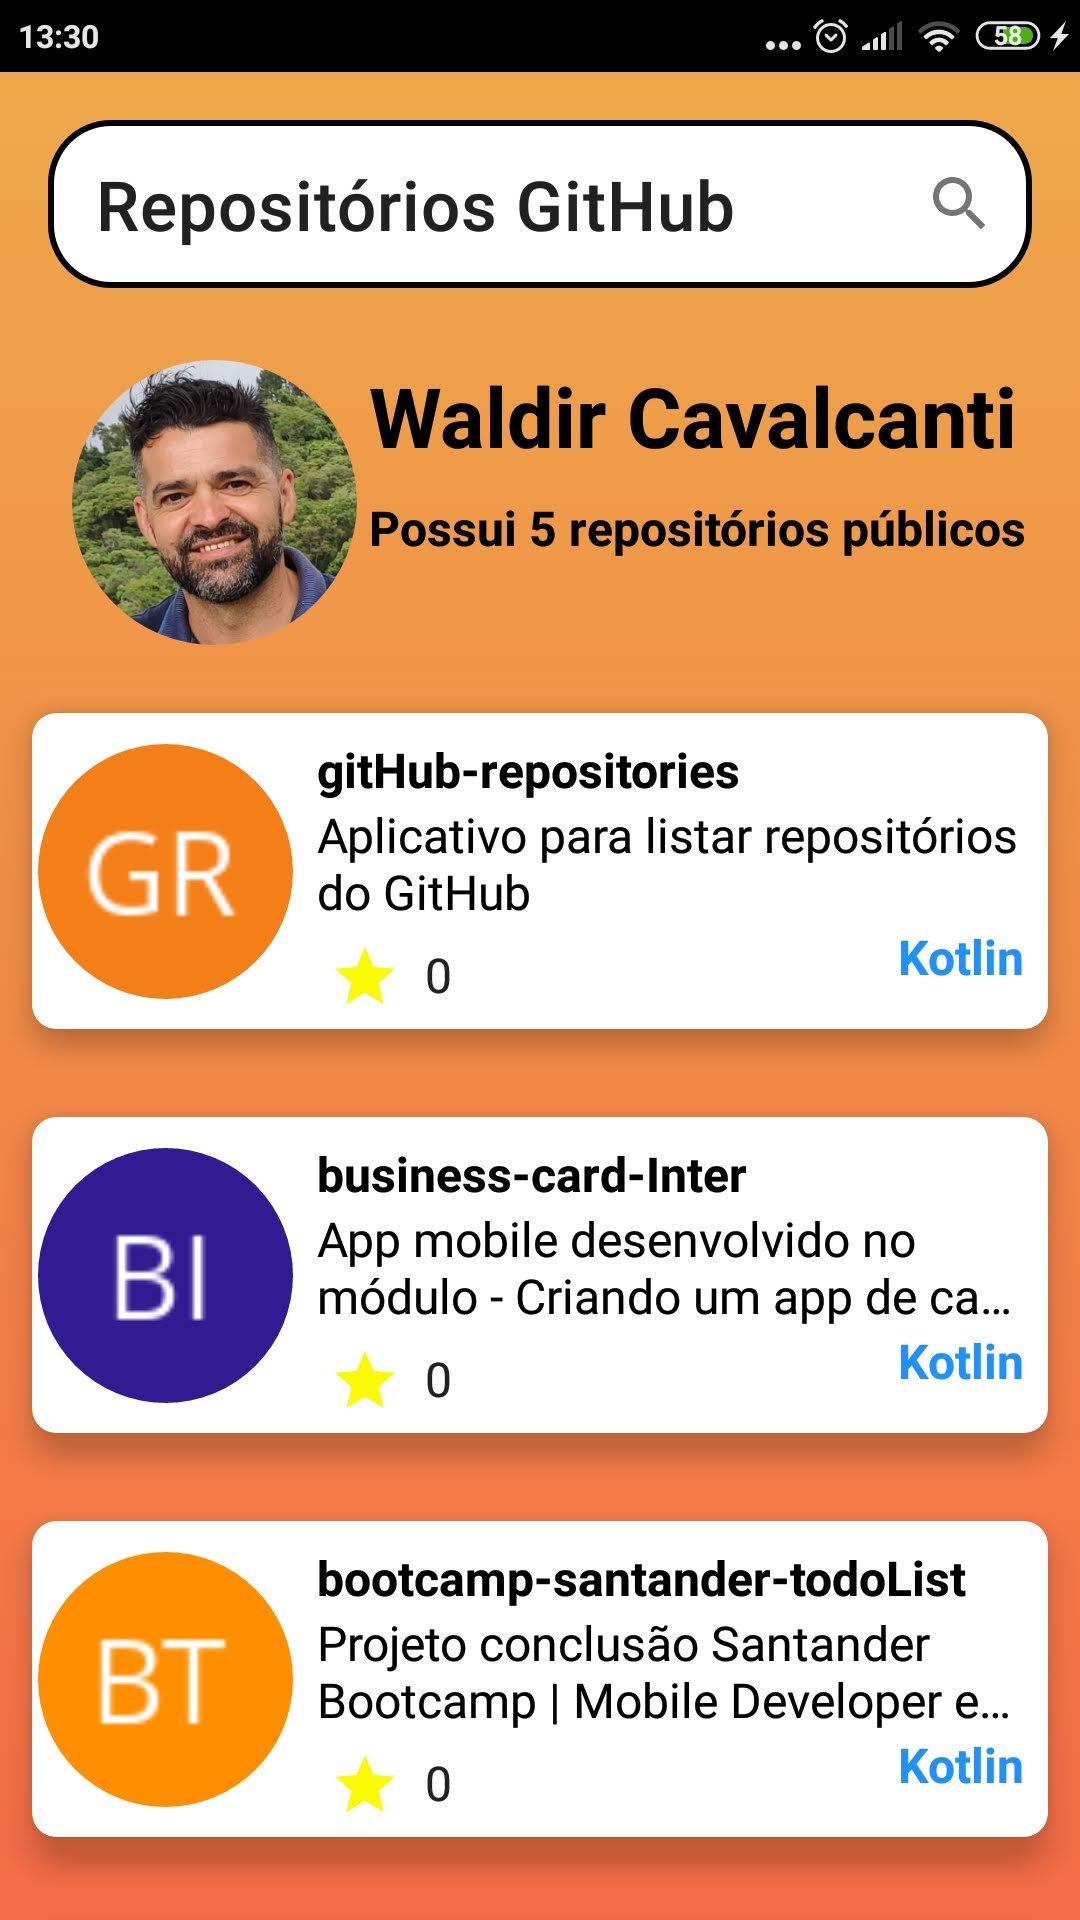 13:30
58
Repositórios GitHub
Waldir Cavalcanti
Possui 5 repositórios públicos
GR
gitHub-repositories
Aplicativo para listar repositórios
do GitHub
0
Kotlin
BI
business-card-Inter
App mobile desenvolvido no
módulo - Criando um app de ca…
0
Kotlin
BT
bootcamp-santander-todoList
Projeto conclusão Santander
Bootcamp | Mobile Developer e…
0
Kotlin